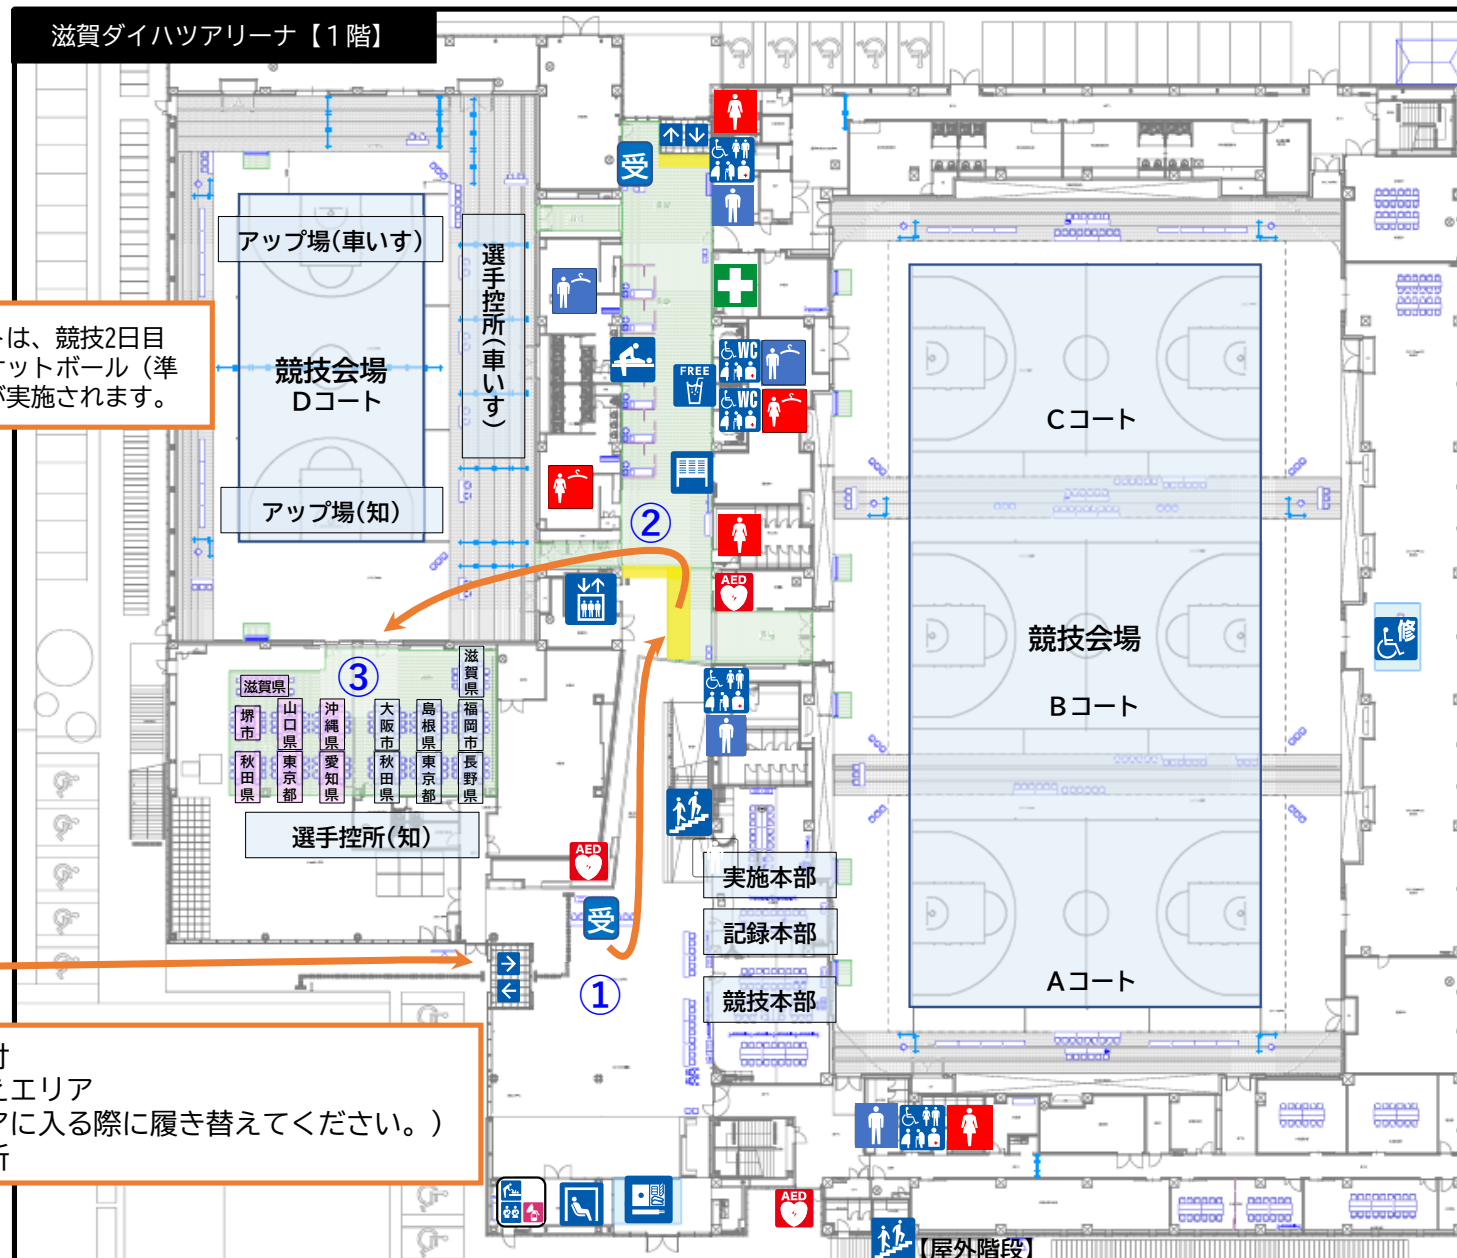 滋賀ダイハツアリーナ【１階】
受
アップ場(車いす)
選手控所(車いす)
競技会場
Dコート
アップ場(知)
トは、競技2日目
ケットボール（準
が実施されます。
FREE
WC
WC
②
AED
Cコート
競技会場
Bコート
Aコート
修
③
滋賀県
滋賀県
堺市
山口県
沖縄県
大阪市
島根県
福岡市
秋田県
東京都
愛知県
秋田県
東京都
長野県
選手控所(知)
AED
受
①
実施本部
記録本部
競技本部
付
えエリア
アに入る際に履き替えてください。）
所
AED
【屋外階段】